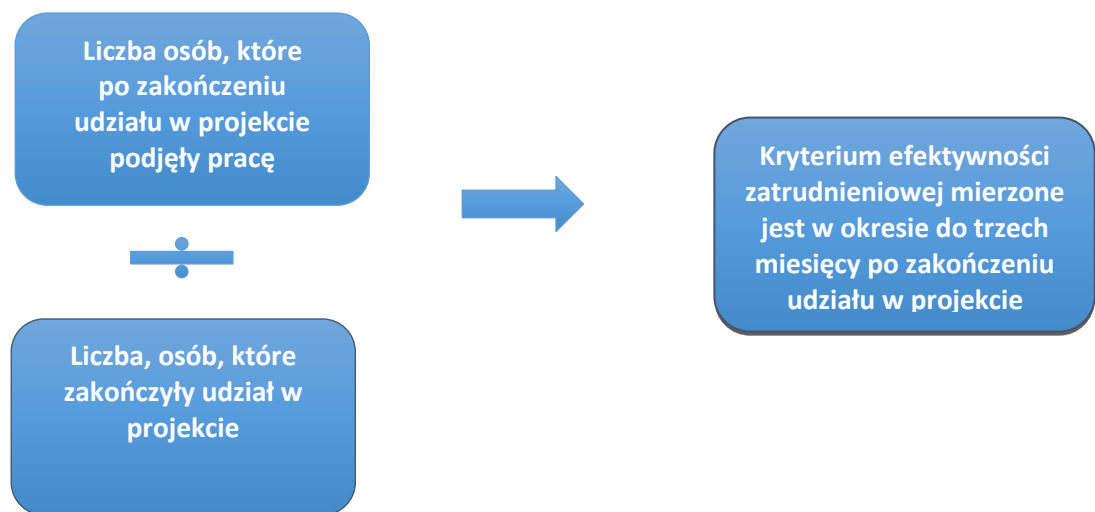 Liczba osób, które
po zakończeniu
udziału w projekcie
podjęły pracę
Liczba, osób, które
zakończyły udział w
projekcie
Kryterium efektywności
zatrudnieniowej mierzone
jest w okresie do trzech
miesięcy po zakończeniu
udziału w projekcie